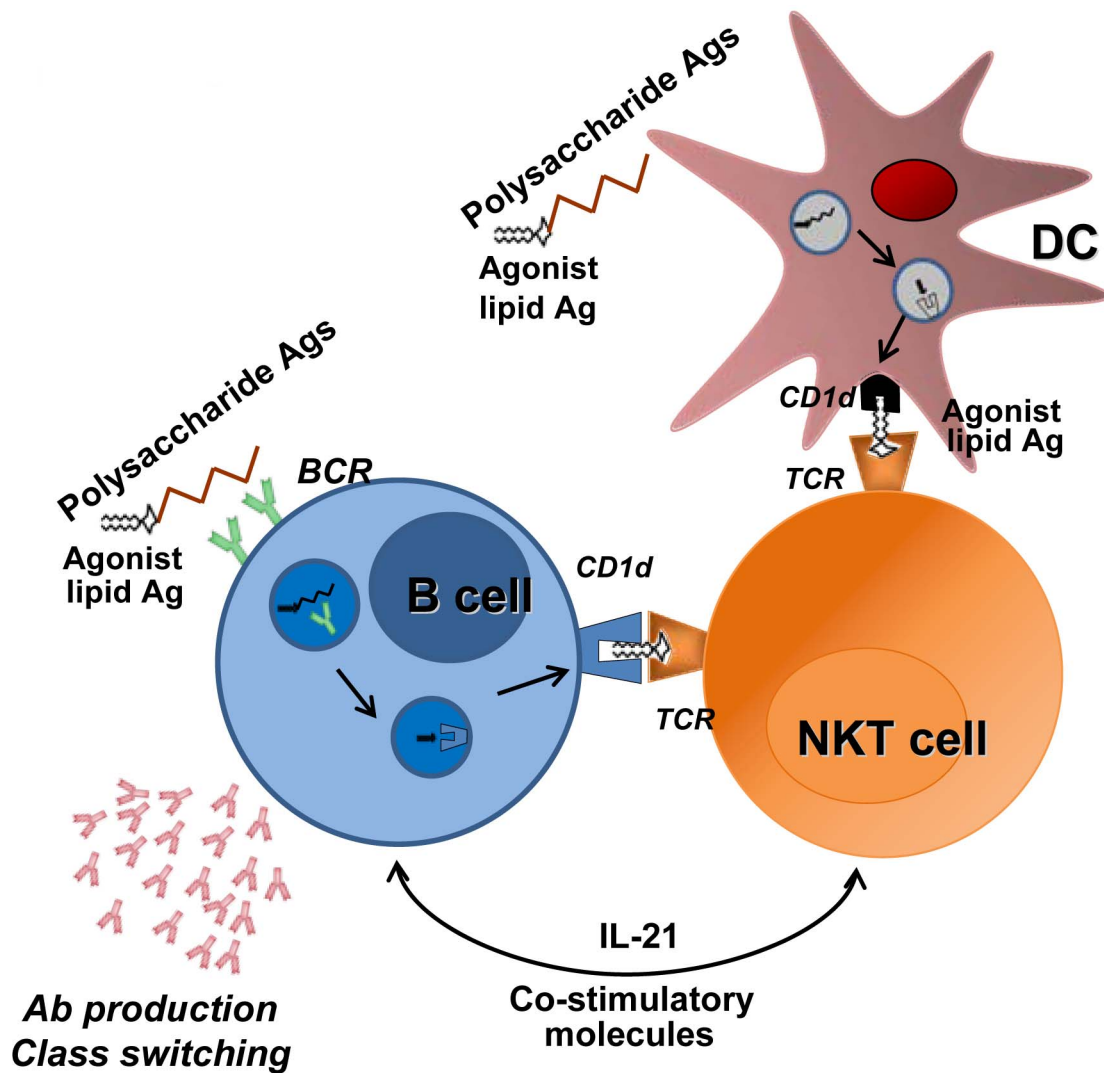 Polysaccharide Ags
Agonist
lipid Ag
DC
CD1d
Agonist
lipid Ag
TCR
Polysaccharide Ags
Agonist
lipid Ag
BCR
B cell
CD1d
TCR
NKT cell
IL-21
Co-stimulatory
molecules
Ab production
Class switching